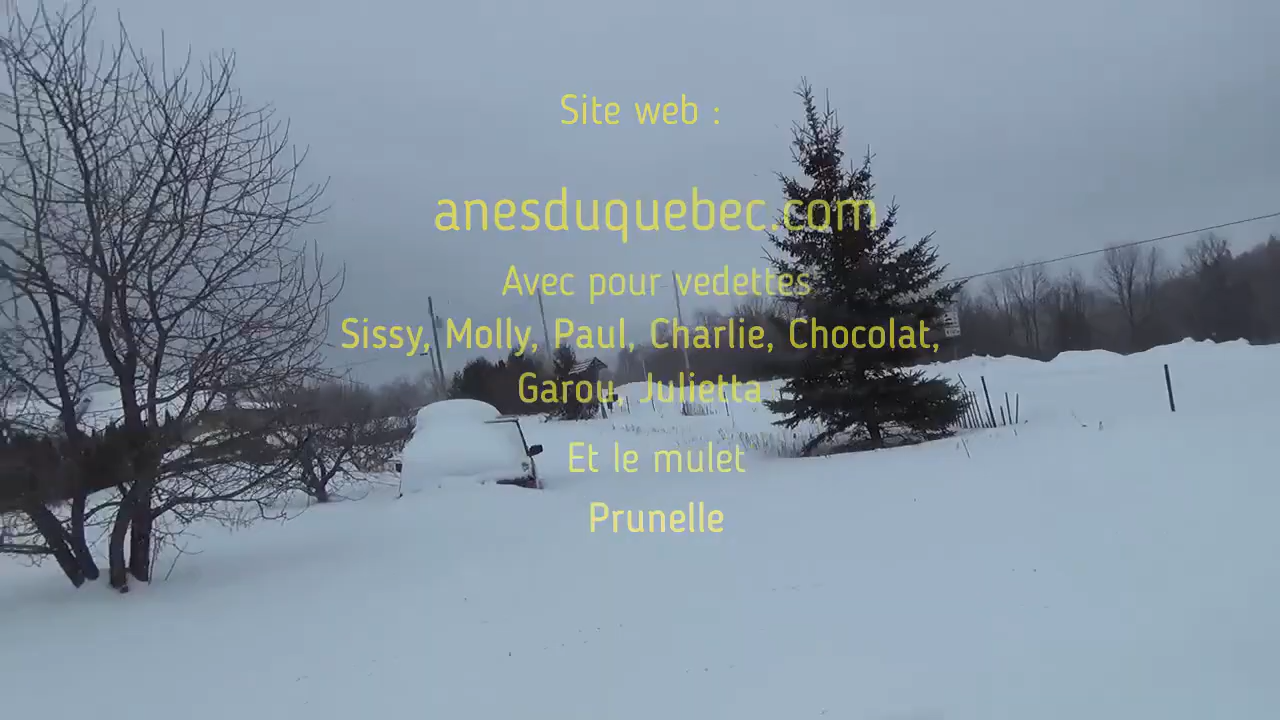 Site web :
anesduquebec.com
Avec pour vedettes
Sissy, Molly, Paul, Charlie, Chocolat,
Garou, Julietta
Et le mulet
Prunelle